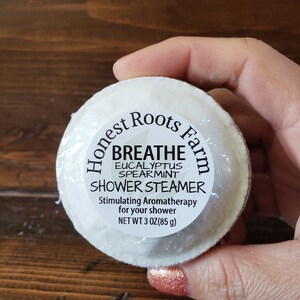 Honest Roots Farm
BREATHE
EUCALYPTUS
SPEARMINT
SHOWER STEAMER
Stimulating Aromatherapy
for your shower
NET WT 3 OZ(85 g)